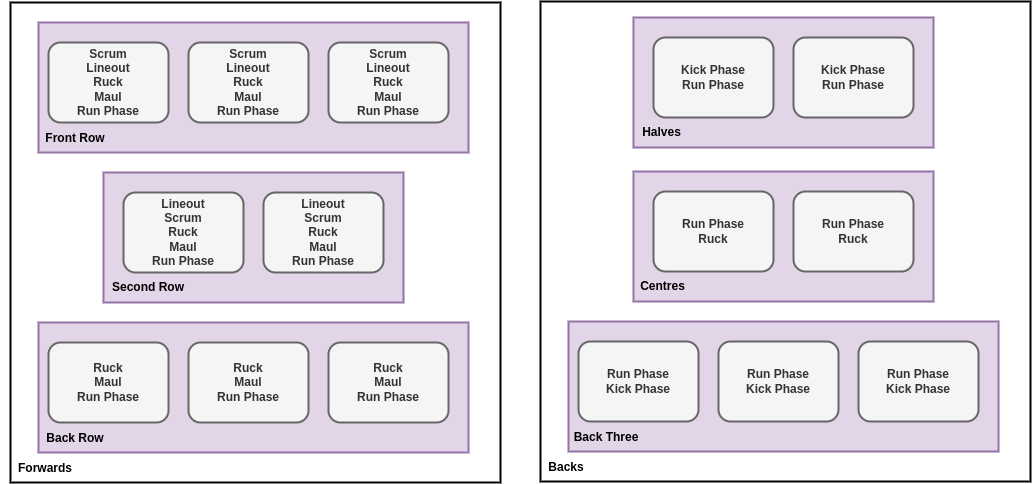 Scrum
Lineout
Ruck
Maul
Run Phase
Scrum
Lineout
Ruck
Maul
Run Phase
Scrum
Lineout
Ruck
Maul
Run Phase
Front Row
Lineout
Scrum
Ruck
Maul
Run Phase
Lineout
Scrum
Ruck
Maul
Run Phase
Second Row
Ruck
Maul
Run Phase
Ruck
Maul
Run Phase
Ruck
Maul
Run Phase
Back Row
Forwards
Kick Phase
Run Phase
Kick Phase
Run Phase
Halves
Run Phase
Ruck
Run Phase
Ruck
Centres
Run Phase
Kick Phase
Run Phase
Kick Phase
Run Phase
Kick Phase
Back Three
Backs